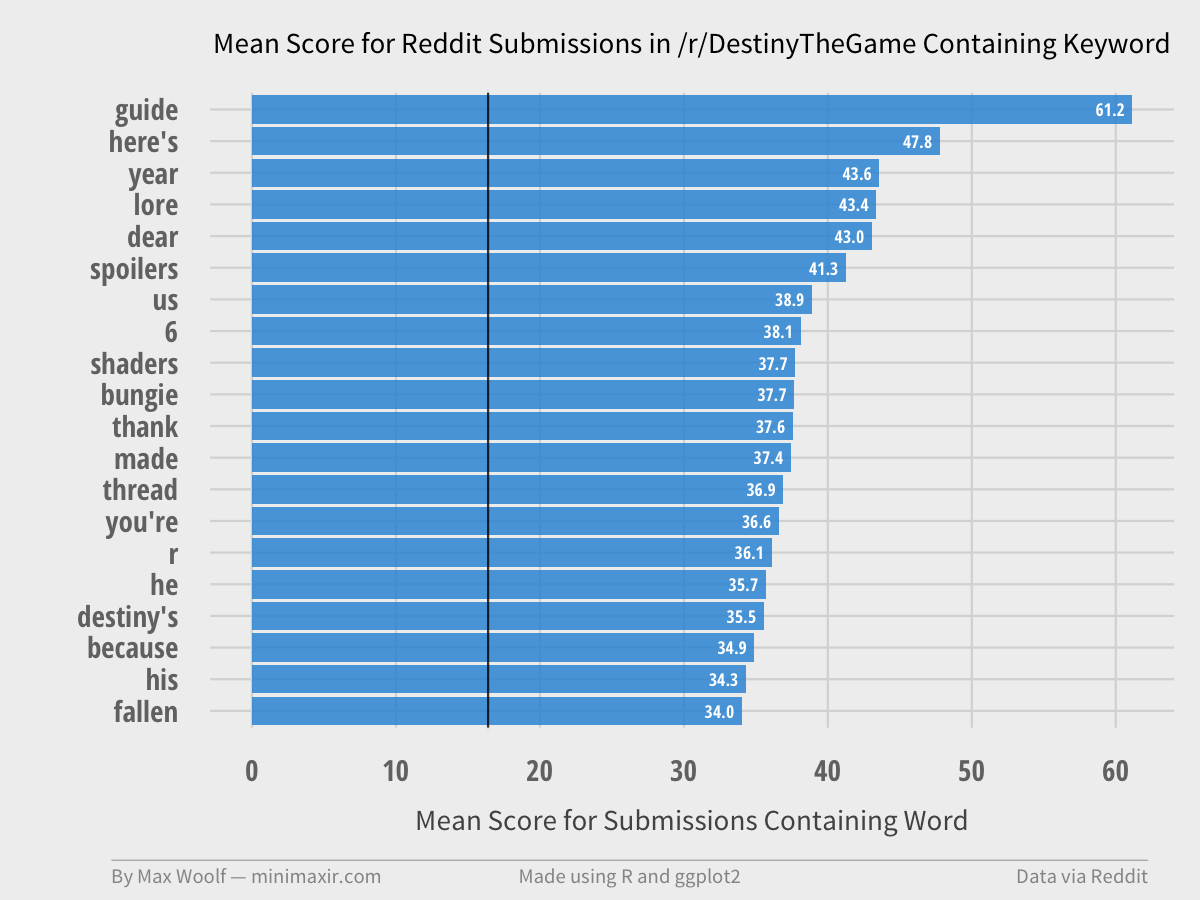 Mean Score for Reddit Submissions in /r/DestinyTheGame Containing Keyword
guide 61.2
here's 47.8
year 43.6
lore 43.4
dear 43.0
spoilers 41.3
us 38.9
6 38.1
shaders 37.7
bungie 37.7
thank 37.6
made 37.4
thread 36.9
you're 36.6
r 36.1
he 35.7
destiny's 35.5
because 34.9
his 34.3
fallen 34.0
0 10 20 30 40 50 60
Mean Score for Submissions Containing Word
By Max Woolf — minimaxir.com Made using R and ggplot2 Data via Reddit